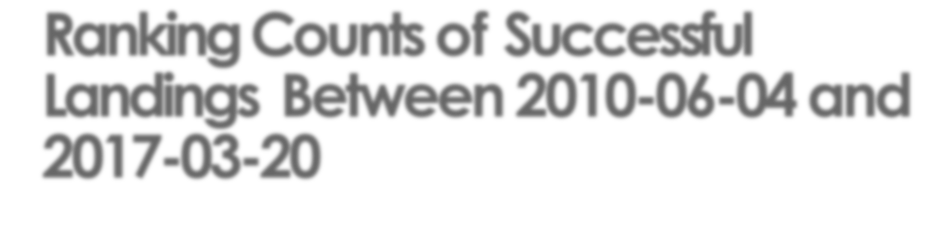 Ranking Counts of Successful
Landings Between 2010-06-04 and
2017-03-20